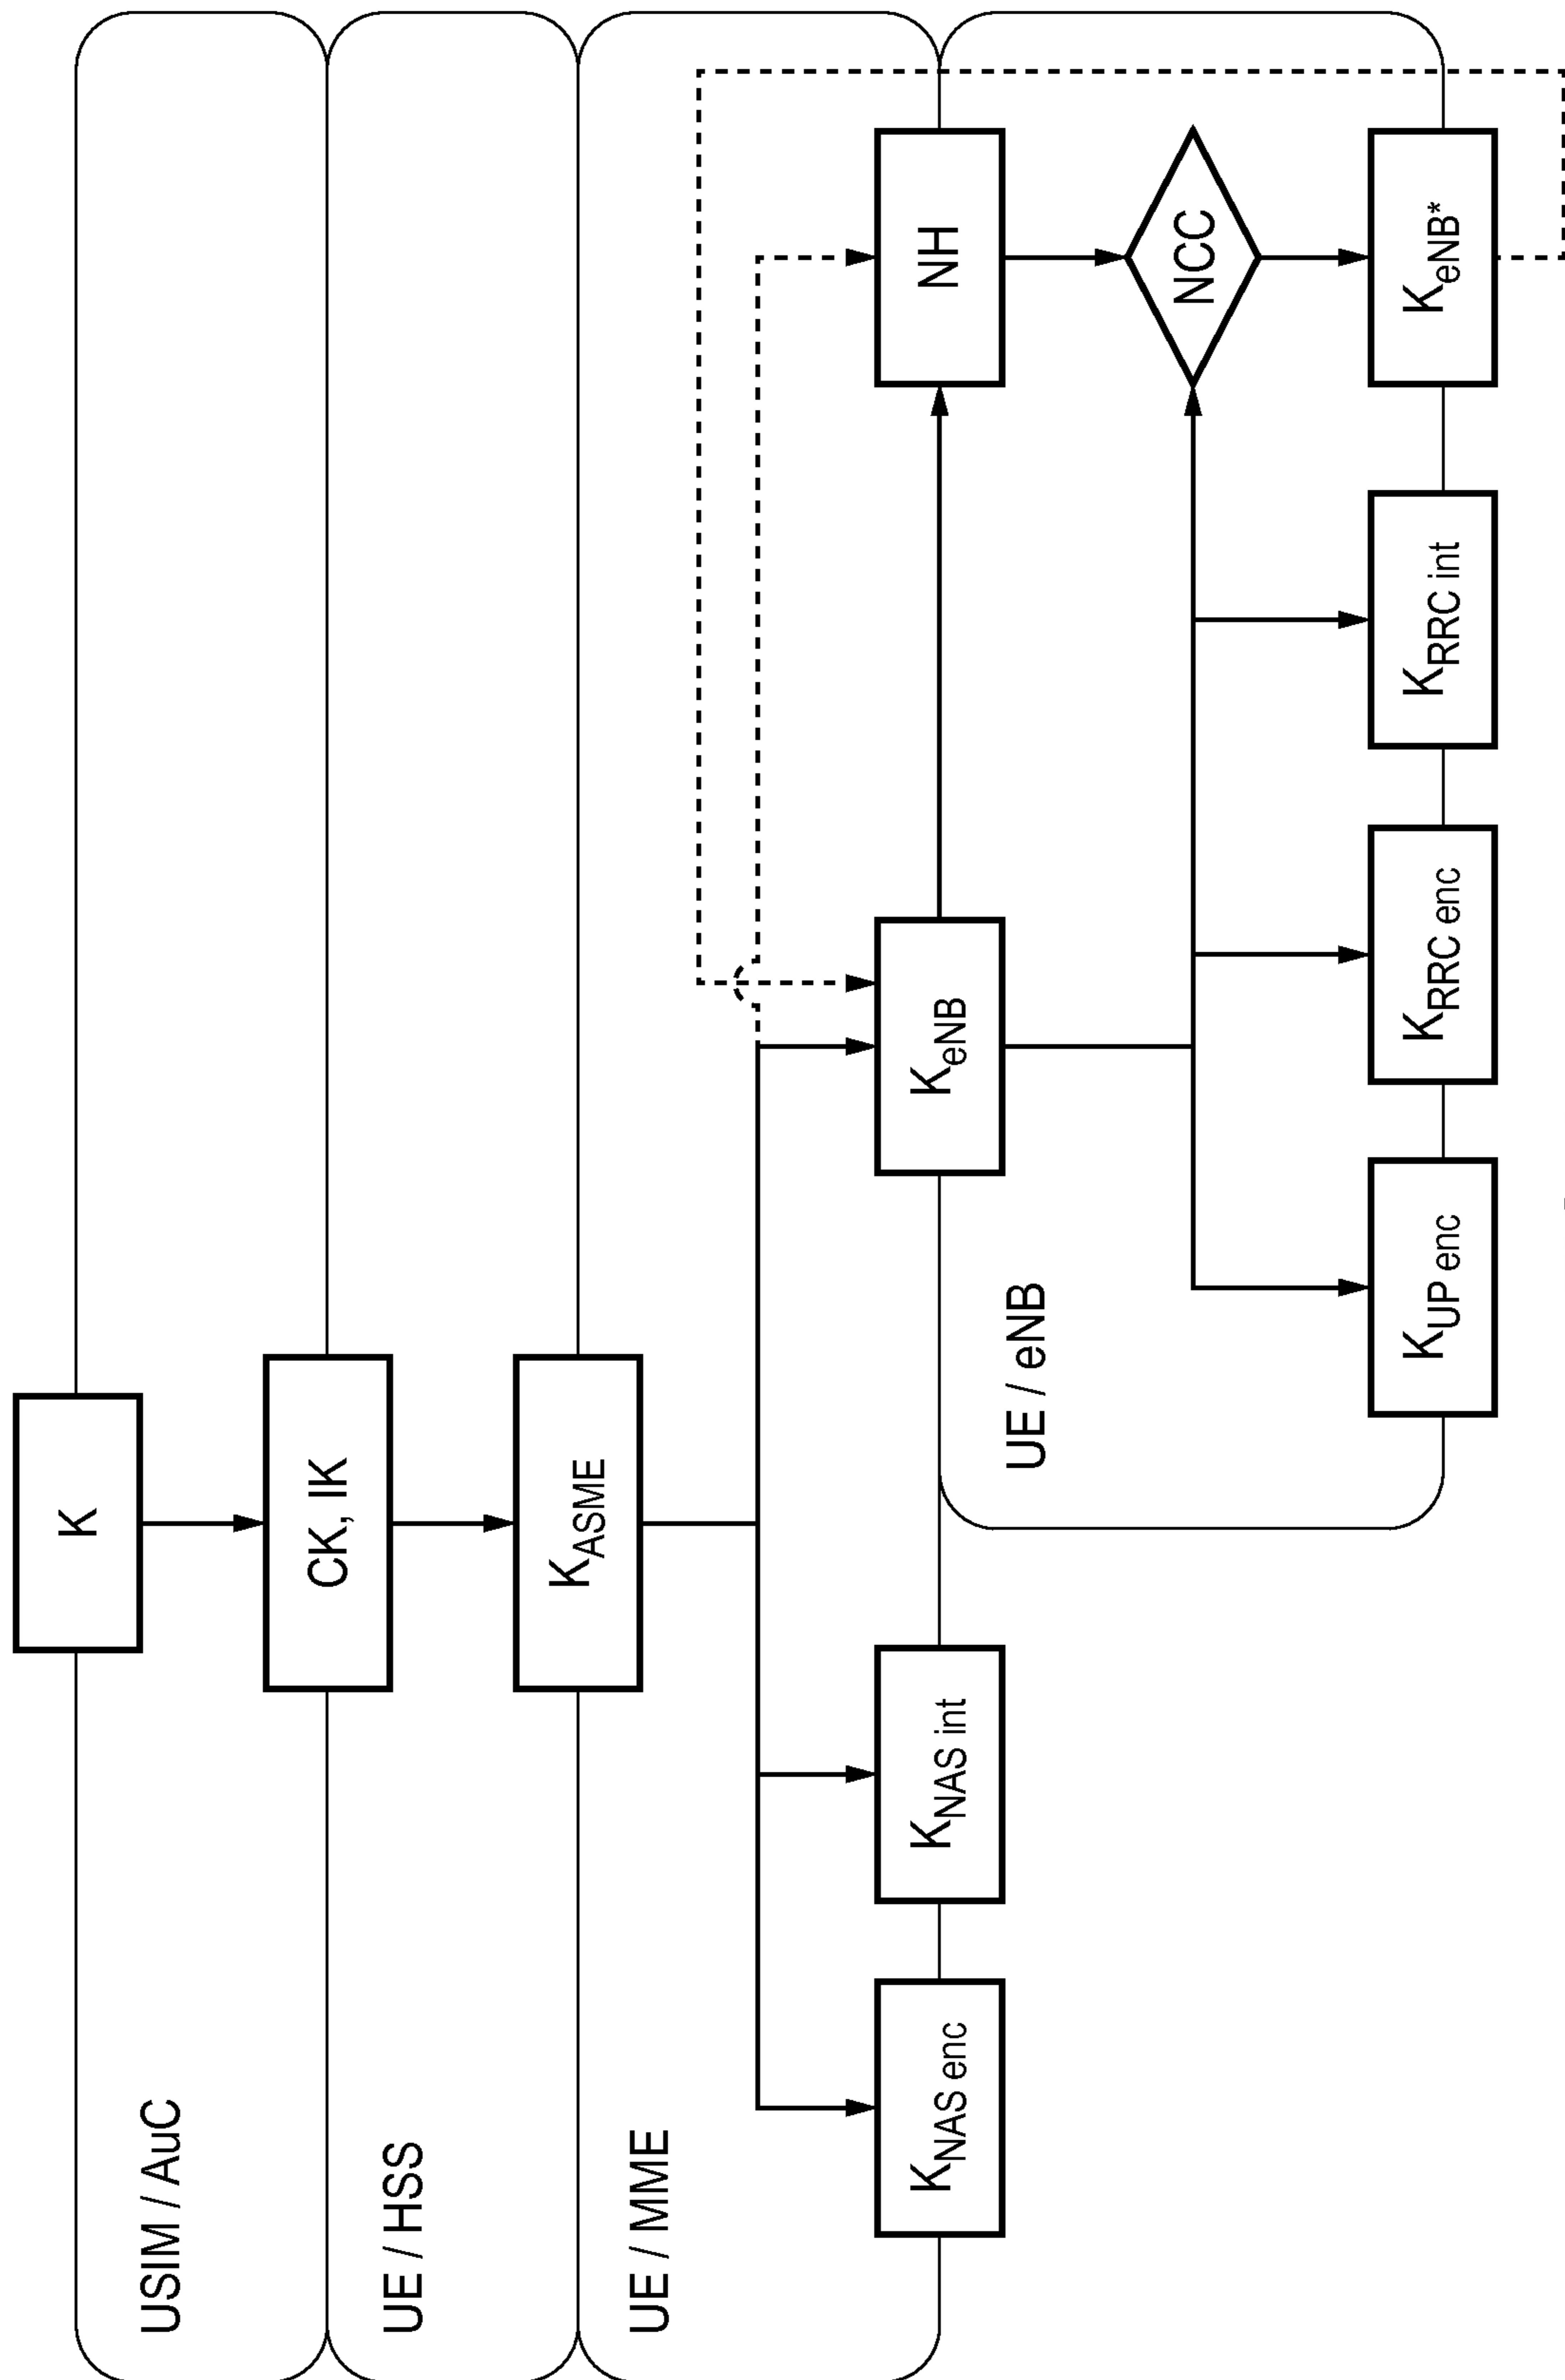 USIM / AuC
K
UE / HSS
CK, IK
UE / MME
KASME
KNAS enc
KNAS int
KeNB
NH
UE / eNB
NCC
KUP enc
KRRC enc
KRRC int
KeNB*